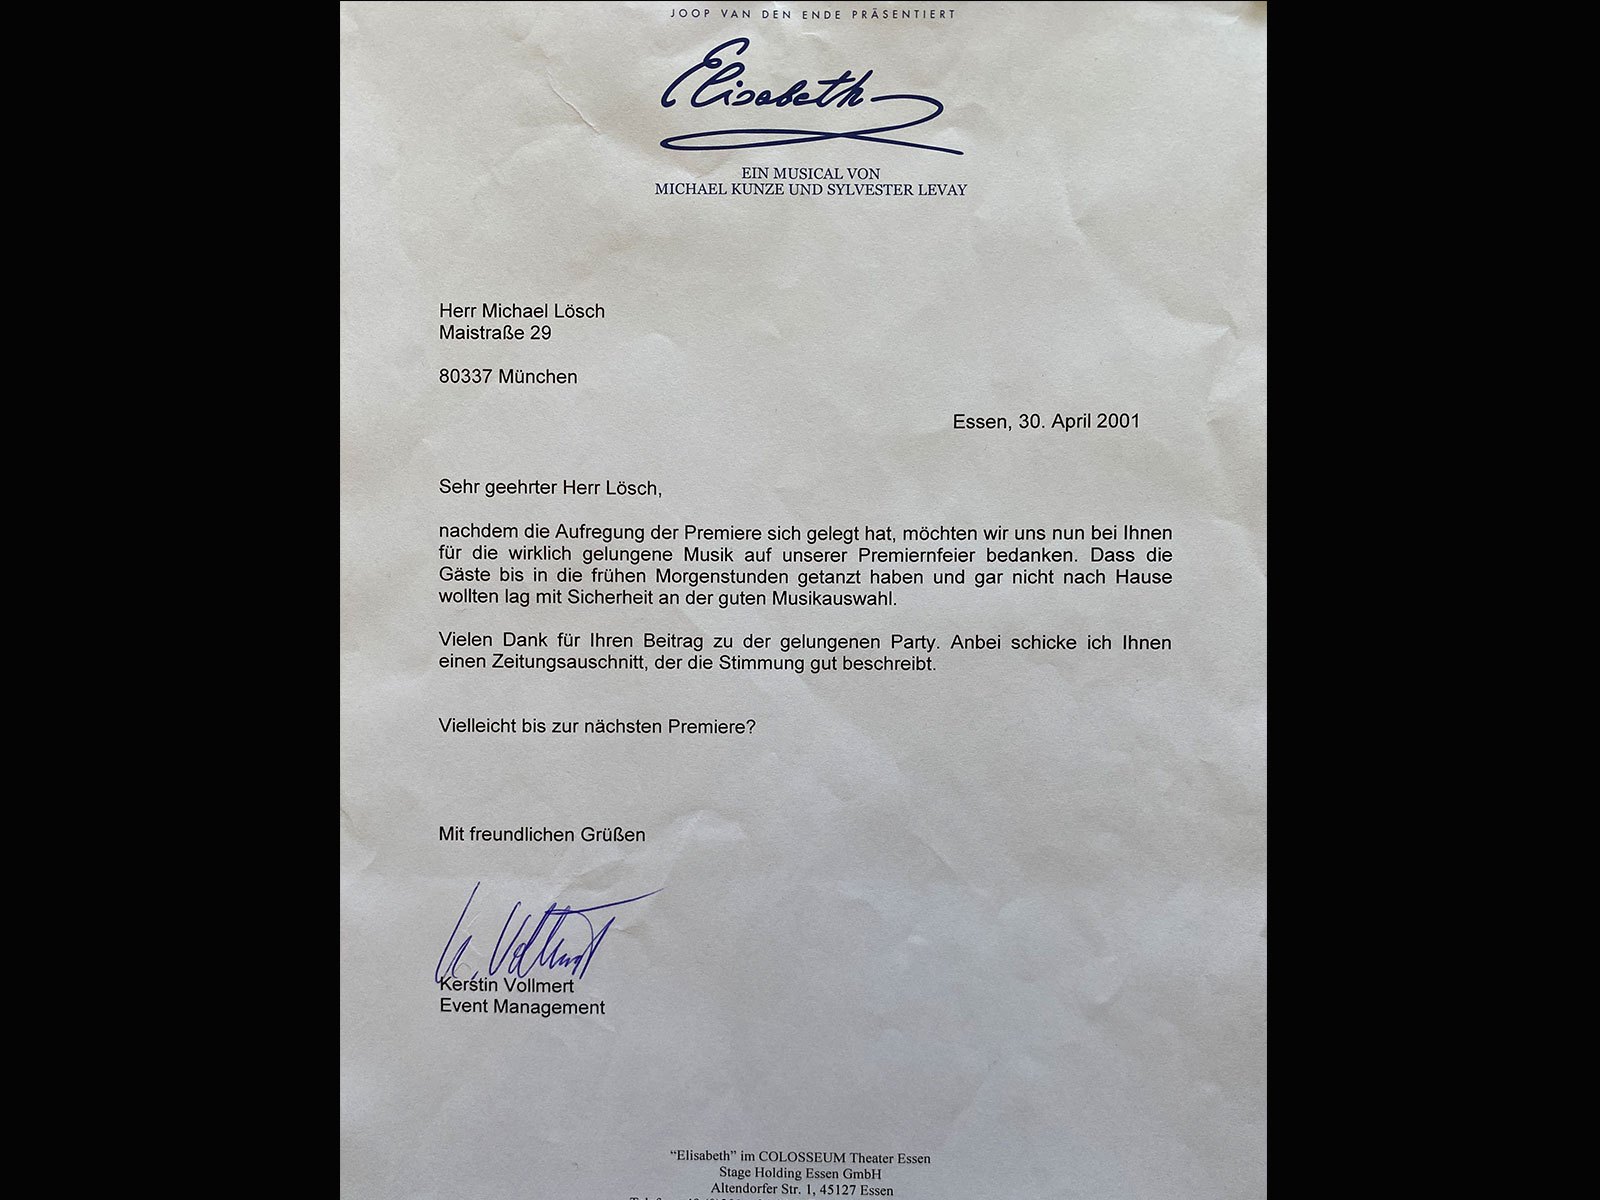 JOOP VAN DEN ENDE PRÄSENTIERT
Elisabeth
EIN MUSICAL VON
MICHAEL KUNZE UND SYLVESTER LEVAY
Herr Michael Lösch
Maistraße 29
80337 München
Essen, 30. April 2001
Sehr geehrter Herr Lösch,
nachdem die Aufregung der Premiere sich gelegt hat, möchten wir uns nun bei Ihnen
für die wirklich gelungene Musik auf unserer Premiernfeier bedanken. Dass die
Gäste bis in die frühen Morgenstunden getanzt haben und gar nicht nach Hause
wollten lag mit Sicherheit an der guten Musikauswahl.
Vielen Dank für Ihren Beitrag zu der gelungenen Party. Anbei schicke ich Ihnen
einen Zeitungsauschnitt, der die Stimmung gut beschreibt.
Vielleicht bis zur nächsten Premiere?
Mit freundlichen Grüßen
K. Vollmert
Kerstin Vollmert
Event Management
“Elisabeth” im COLOSSEUM Theater Essen
Stage Holding Essen GmbH
Altendorfer Str. 1, 45127 Essen